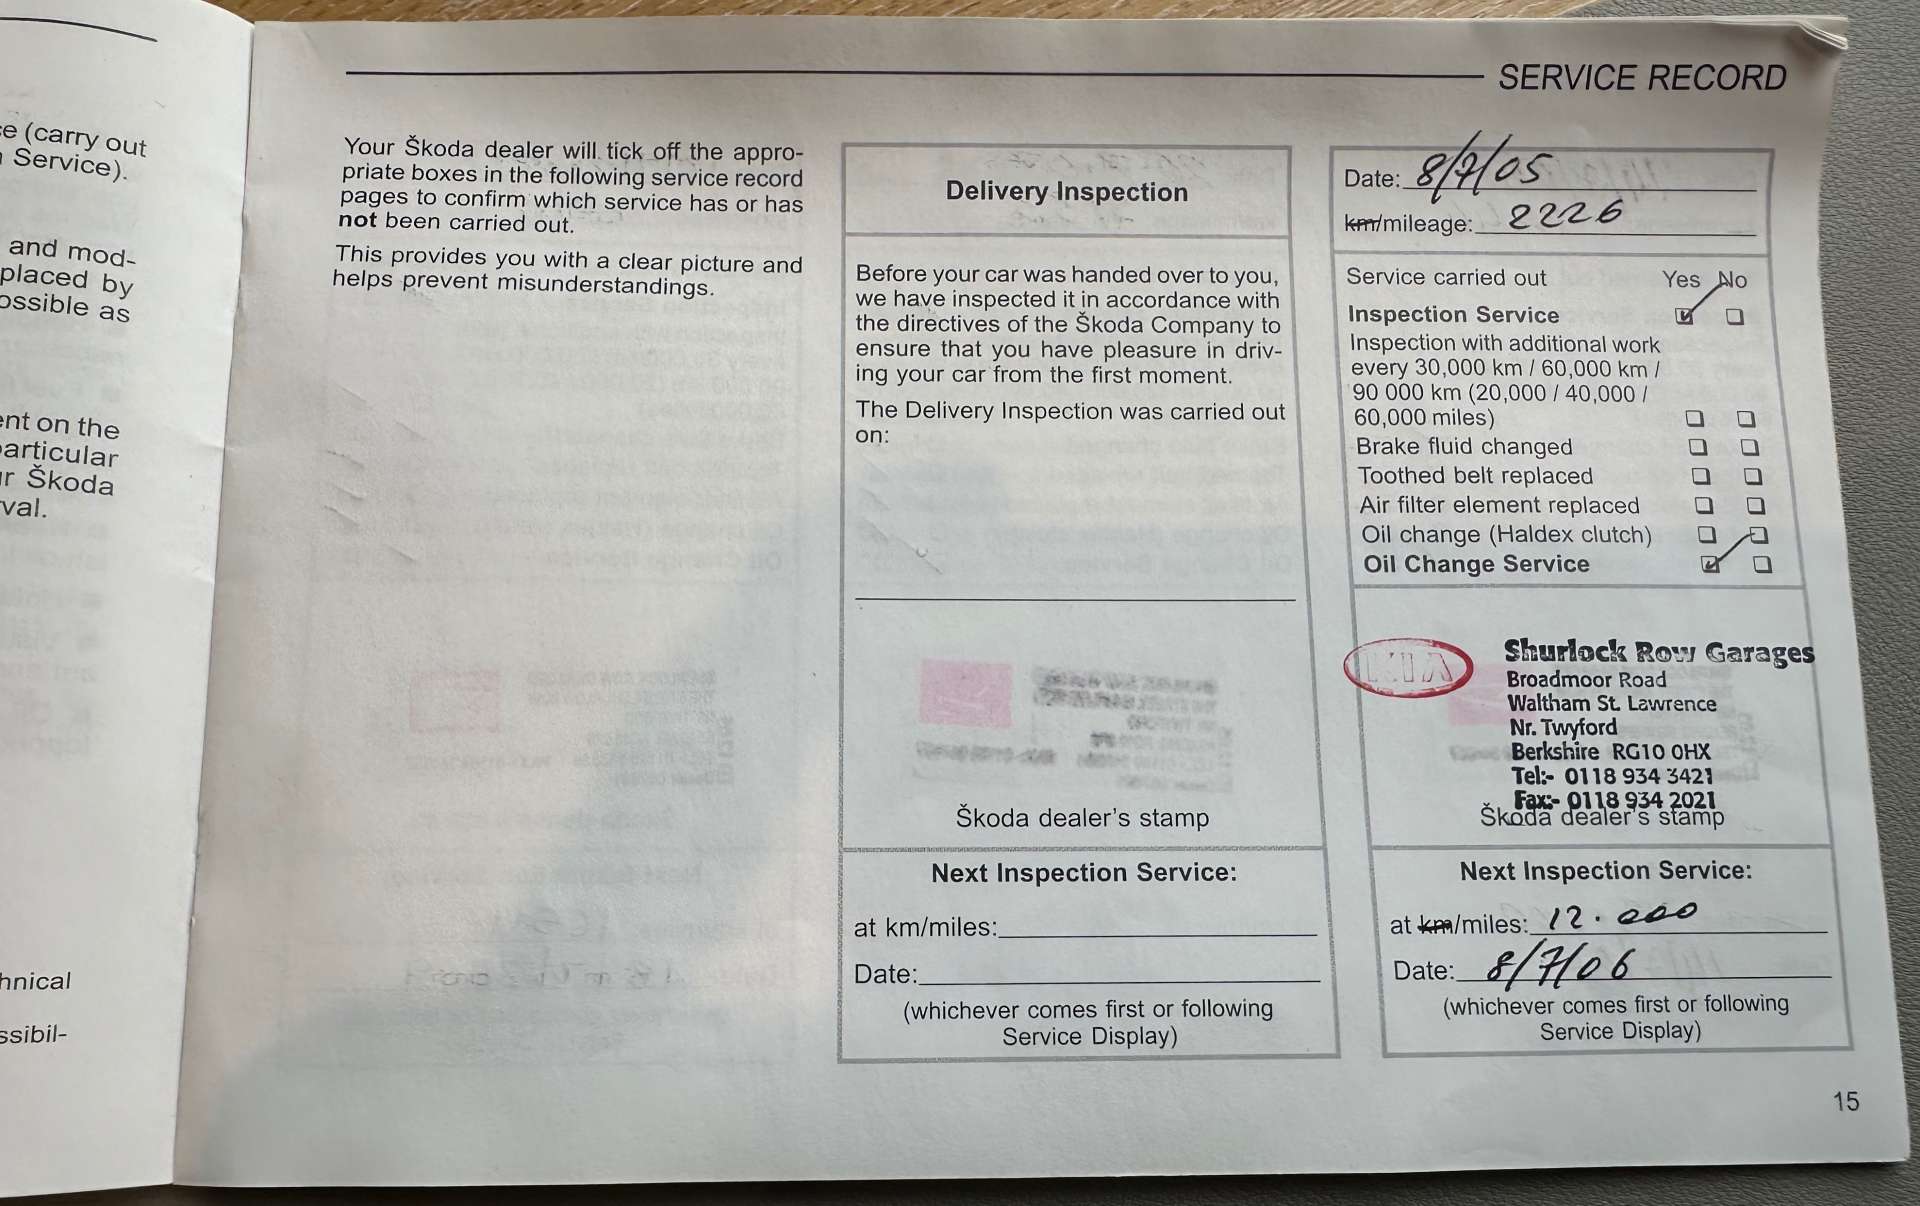 e (carry out
Service).
and mod-
placed by
ossible as
ent on the
particular
r Škoda
val.
hnical
ssibil-
SERVICE RECORD
Your Škoda dealer will tick off the appro-
priate boxes in the following service record
pages to confirm which service has or has
not been carried out.
This provides you with a clear picture and
helps prevent misunderstandings.
Delivery Inspection
Before your car was handed over to you,
we have inspected it in accordance with
the directives of the Škoda Company to
ensure that you have pleasure in driv-
ing your car from the first moment.
The Delivery Inspection was carried out
on:
Škoda dealer's stamp
Next Inspection Service:
at km/miles:
Date:
(whichever comes first or following
Service Display)
Date: 8/7/05
km/mileage: 2226
Service carried out Yes No
Inspection Service
Inspection with additional work
every 30,000 km / 60,000 km /
90 000 km (20,000 / 40,000 /
60,000 miles)
Brake fluid changed
Toothed belt replaced
Air filter element replaced
Oil change (Haldex clutch)
Oil Change Service
KIA
Shurlock Row Garages
Broadmoor Road
Waltham St. Lawrence
Nr. Twyford
Berkshire RG10 0HX
Tel:- 0118 934 3421
Fax:- 0118 934 2021
Škoda dealer's stamp
Next Inspection Service:
at km/miles: 12.000
Date: 8/7/06
(whichever comes first or following
Service Display)
15